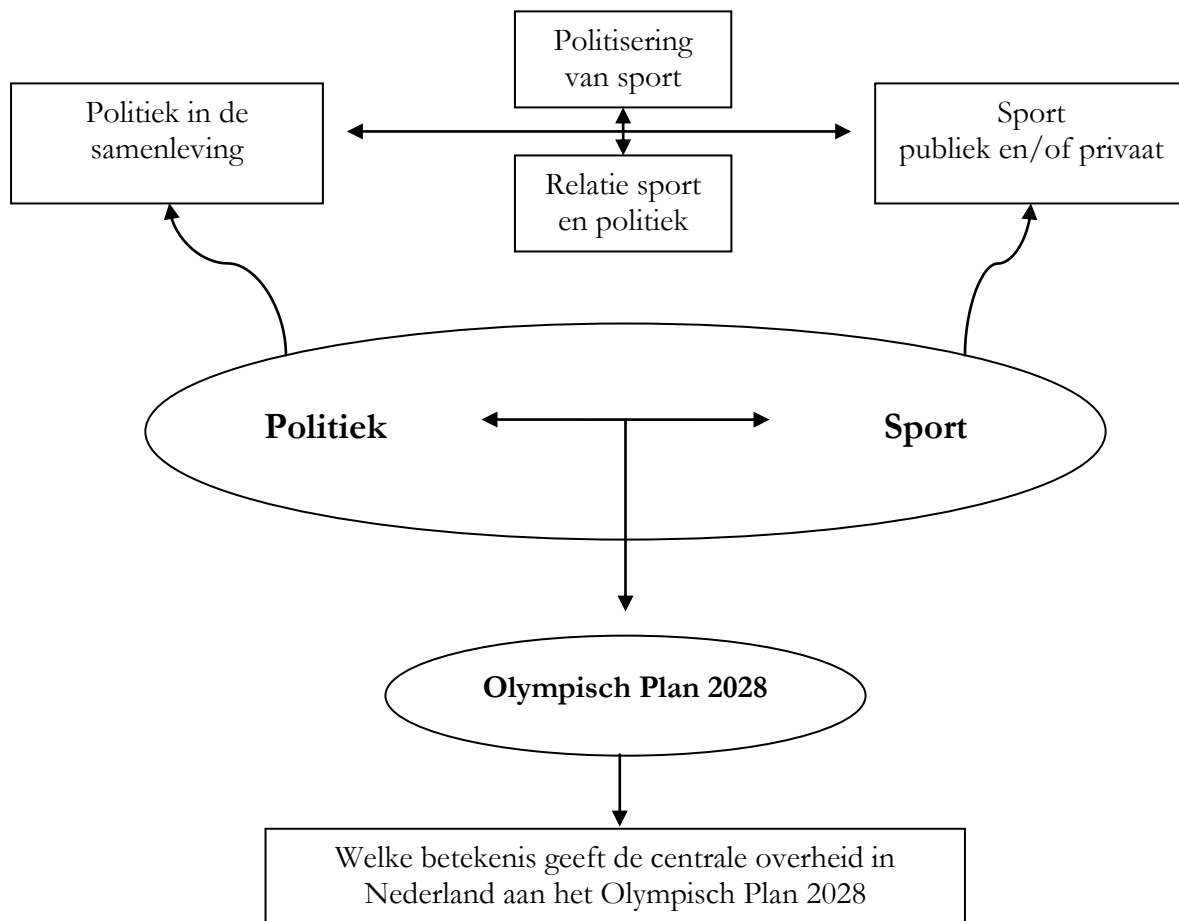 Politisering
van sport
Politiek in de
samenleving
Sport
publiek en/of privaat
Relatie sport
en politiek
Politiek
Sport
Olympisch Plan 2028
Welke betekenis geeft de centrale overheid in
Nederland aan het Olympisch Plan 2028